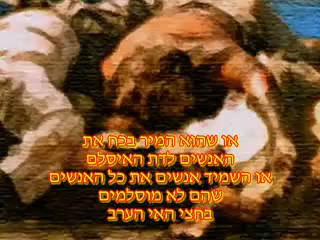 או שהוא המיר בכח את
האנשים לדת האיסלם
או השמיד אנשים את כל האנשים
שהם לא מוסלמים
בחצי האי הערב